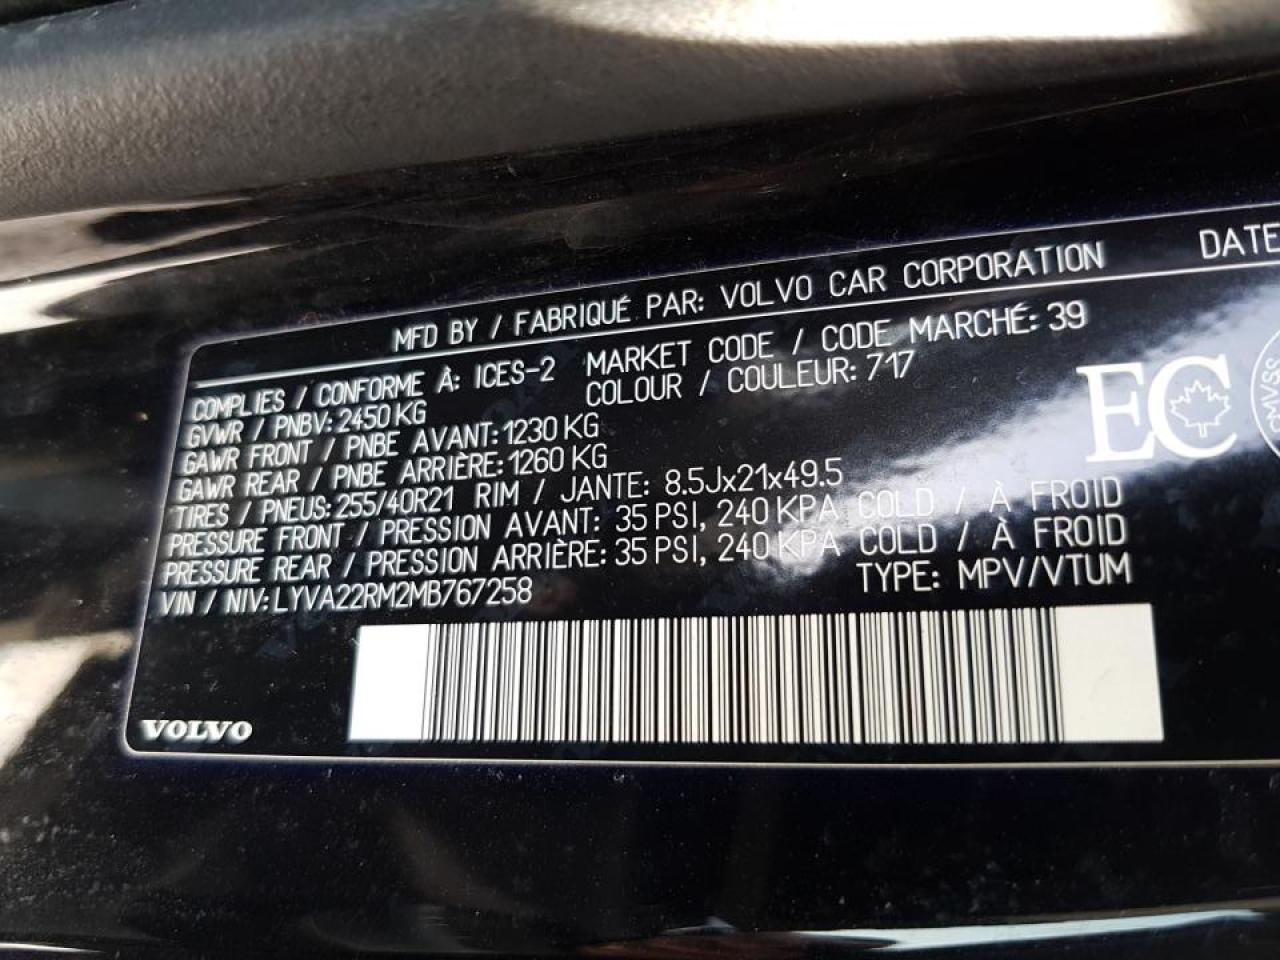 MFD BY / FABRIQUÉ PAR: VOLVO CAR CORPORATION DATE
COMPLIES / CONFORME À: ICES-2 MARKET CODE / CODE MARCHÉ: 39
GVWR / PNBV: 2450 KG COLOUR / COULEUR: 717
GAWR FRONT / PNBE AVANT: 1230 KG
GAWR REAR / PNBE ARRIÈRE: 1260 KG
TIRES / PNEUS: 255/40R21 RIM / JANTE: 8.5Jx21x49.5
PRESSURE FRONT / PRESSION AVANT: 35 PSI, 240 KPA COLD / À FROID
PRESSURE REAR / PRESSION ARRIÈRE: 35 PSI, 240 KPA COLD / À FROID
VIN / NIV: LYVA22RM2MB767258 TYPE: MPV/VTUM
EC
VOLVO